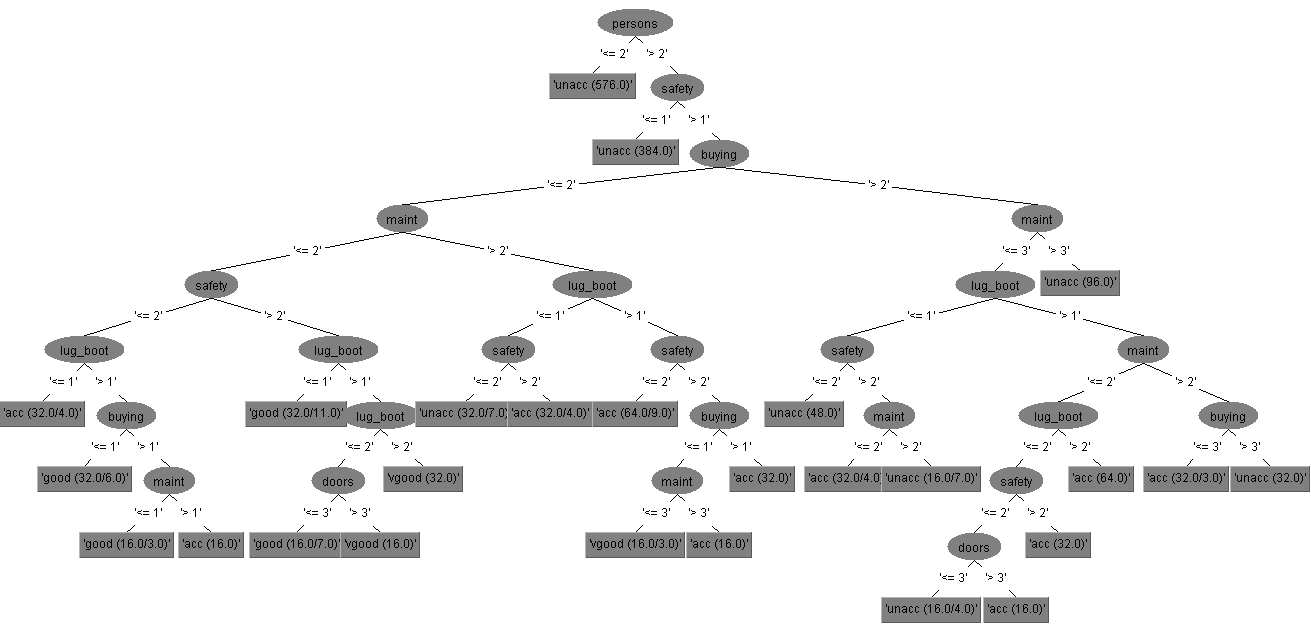 persons
'<= 2' '> 2'
'unacc (576.0)' safety
'<= 1' '> 1'
'unacc (384.0)' buying
'<= 2' '> 2'
maint maint
'<= 2' '> 2' '<= 3' '> 3'
safety lug_boot lug_boot 'unacc (96.0)'
'<= 2' '> 2' '<= 1' '> 1' '<= 1' '> 1'
lug_boot lug_boot safety safety safety maint
'<= 1' '> 1' '<= 1' '> 1' '<= 2' '> 2' '<= 2' '> 2' '<= 2' '> 2' '<= 2' '> 2'
'acc (32.0/4.0)' buying 'good (32.0/11.0)' lug_boot 'unacc (32.0/7.0) 'acc (32.0/4.0)' 'acc (64.0/9.0)' buying 'unacc (48.0)' maint lug_boot buying
'<= 1' '> 1' '<= 2' '> 2' '<= 1' '> 1' '<= 2' '> 2' '<= 2' '> 2' '<= 3' '> 3'
'good (32.0/6.0)' maint doors 'vgood (32.0)' maint 'acc (32.0)' 'acc (32.0/4.0) 'unacc (16.0/7.0)' safety 'acc (64.0)' 'acc (32.0/3.0)' 'unacc (32.0)'
'<= 1' '> 1' '<= 3' '> 3' '<= 3' '> 3' '<= 2' '> 2'
'good (16.0/3.0)' 'acc (16.0)' 'good (16.0/7.0)' 'vgood (16.0)' 'vgood (16.0/3.0)' 'acc (16.0)' doors 'acc (32.0)'
'<= 3' '> 3'
'unacc (16.0/4.0)' 'acc (16.0)'